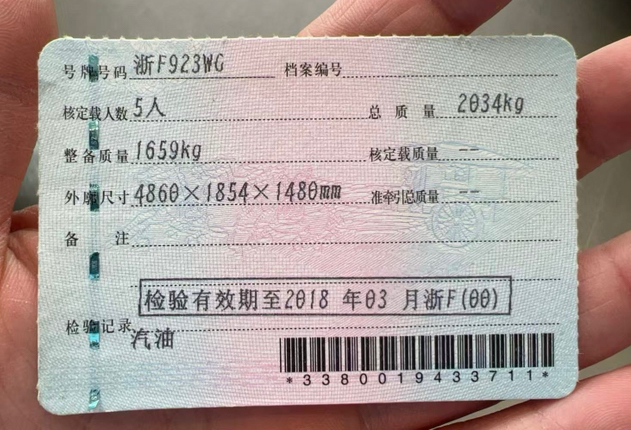 号牌号码 浙F923WG 档案编号
核定载人数 5人 总质量 2034kg
整备质量 1659kg 核定载质量 --
外廓尺寸 4860×1854×1480mm 准牵引总质量 --
备注
检验有效期至2018 年03 月浙F(00)
检验记录
汽油
*3380019433711*